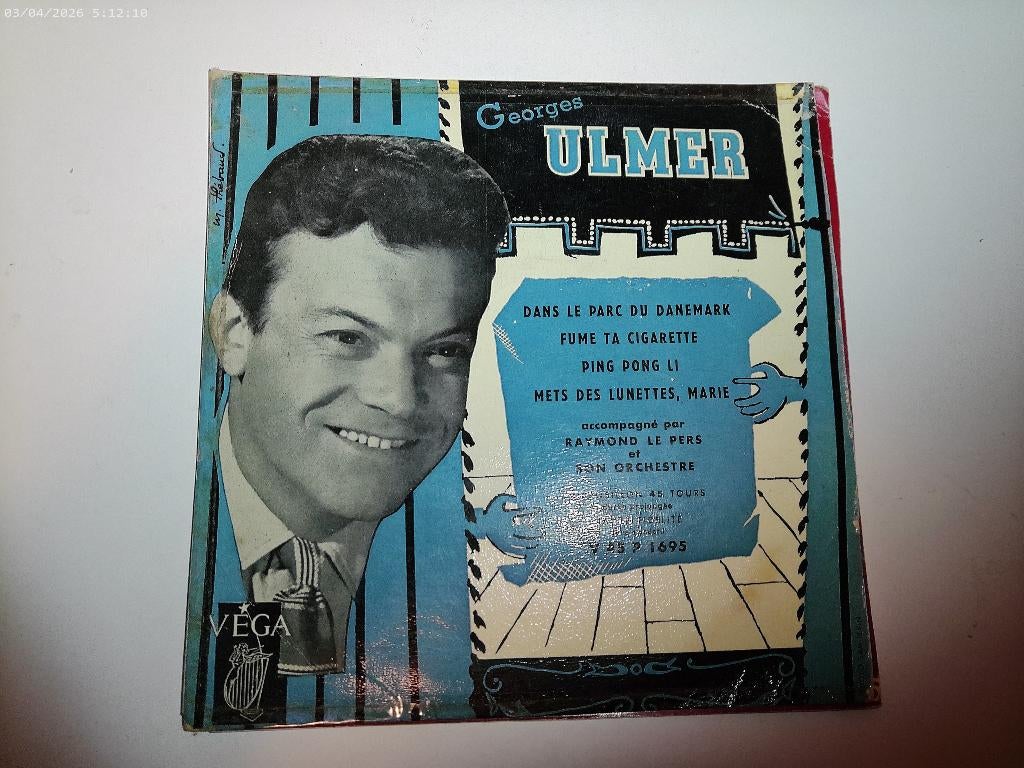 03/04/2026 5:12:10
Georges
ULMER
DANS LE PARC DU DANEMARK
FUME TA CIGARETTE
PING PONG LI
METS DES LUNETTES, MARIE
accompagné par
RAYMOND LE PERS
et
SON ORCHESTRE
45 TOURS
V 45 P 1695
VÉGA